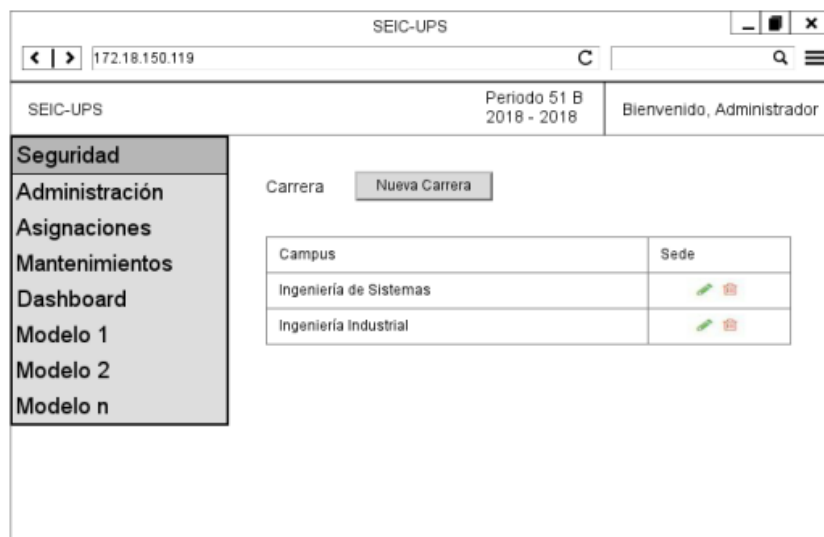 SEIC-UPS
172.18.150.119
SEIC-UPS
Periodo 51 B
2018 - 2018
Bienvenido, Administrador
Seguridad
Administración
Asignaciones
Mantenimientos
Dashboard
Modelo 1
Modelo 2
Modelo n
Carrera
Nueva Carrera
Campus
Sede
Ingeniería de Sistemas
Ingeniería Industrial